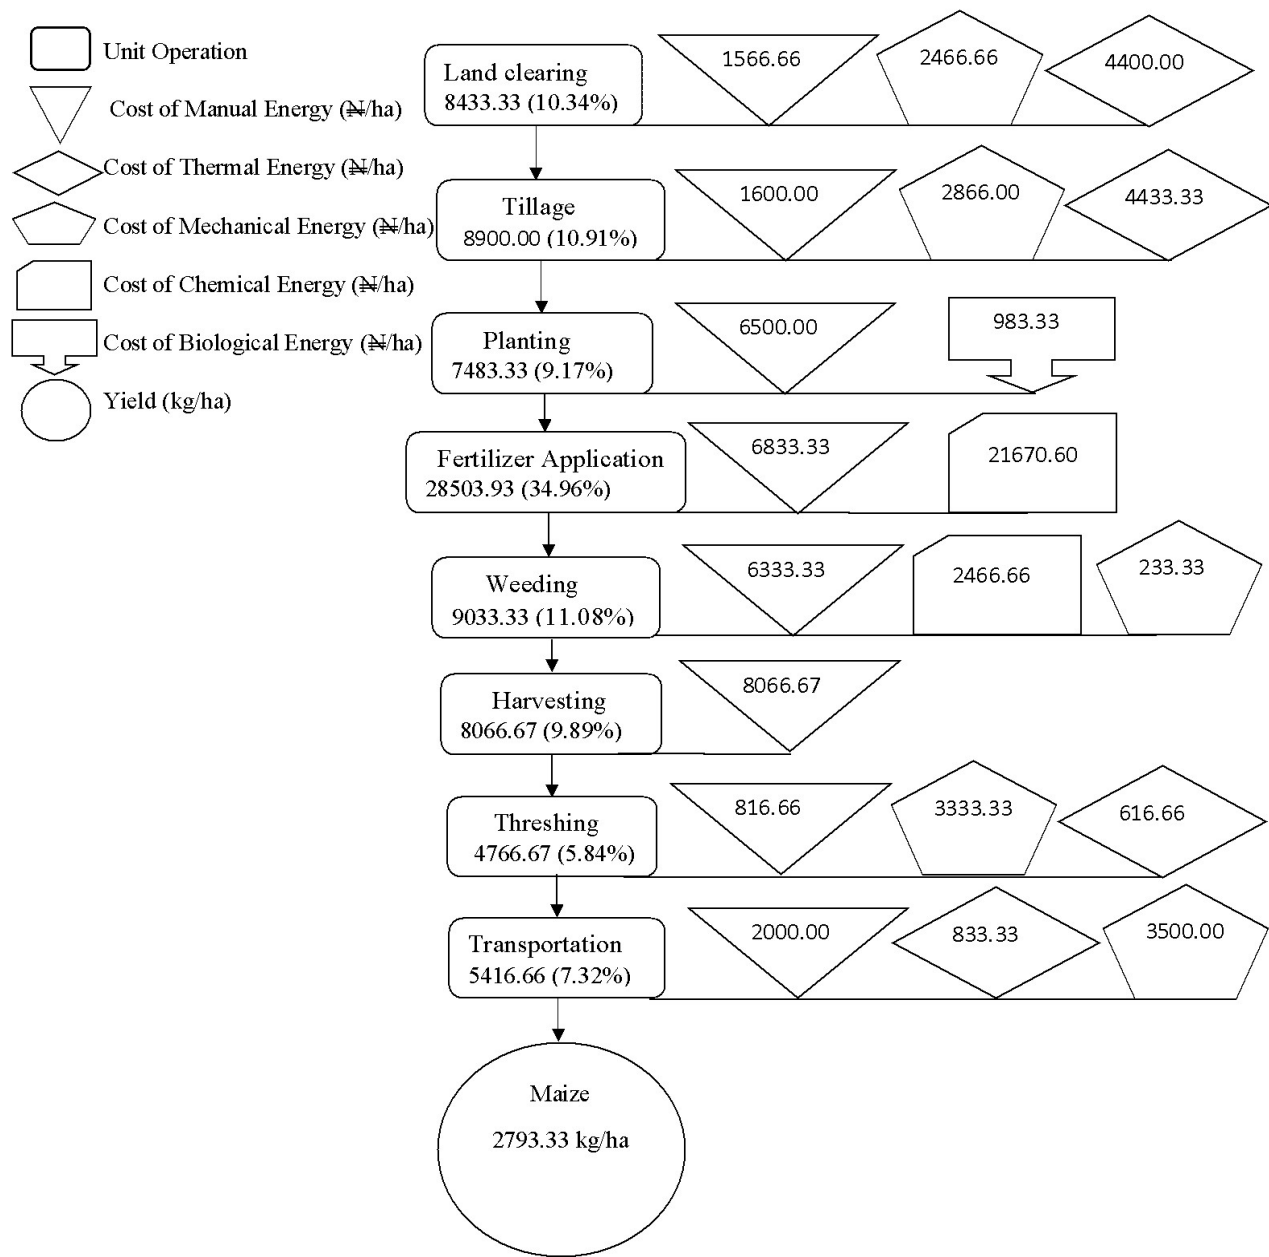 Unit Operation
Cost of Manual Energy (₦/ha)
Cost of Thermal Energy (₦/ha)
Cost of Mechanical Energy (₦/ha)
Cost of Chemical Energy (₦/ha)
Cost of Biological Energy (₦/ha)
Yield (kg/ha)
Land clearing
8433.33 (10.34%)
1566.66
2466.66
4400.00
Tillage
8900.00 (10.91%)
1600.00
2866.00
4433.33
Planting
7483.33 (9.17%)
6500.00
983.33
Fertilizer Application
28503.93 (34.96%)
6833.33
21670.60
Weeding
9033.33 (11.08%)
6333.33
2466.66
233.33
Harvesting
8066.67 (9.89%)
8066.67
Threshing
4766.67 (5.84%)
816.66
3333.33
616.66
Transportation
5416.66 (7.32%)
2000.00
833.33
3500.00
Maize
2793.33 kg/ha